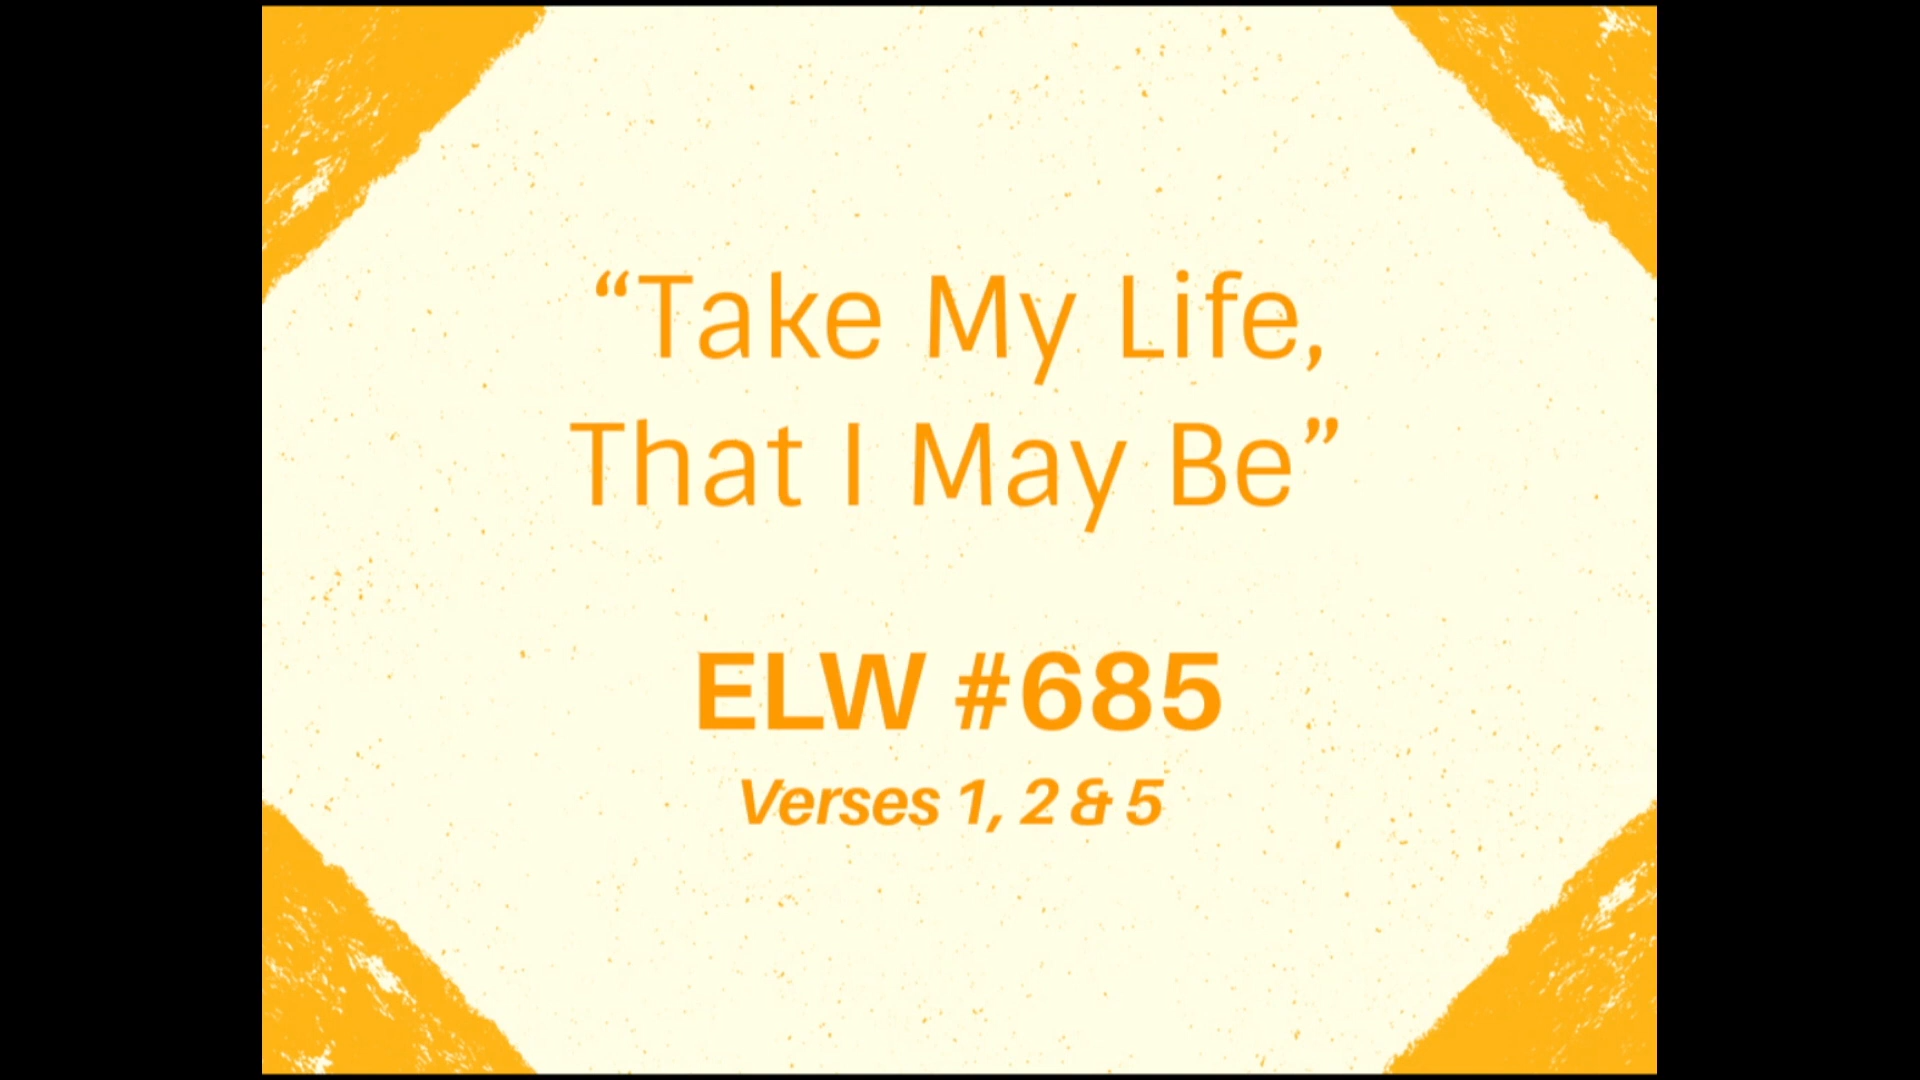 “Take My Life,
That I May Be”
ELW #685
Verses 1, 2 & 5